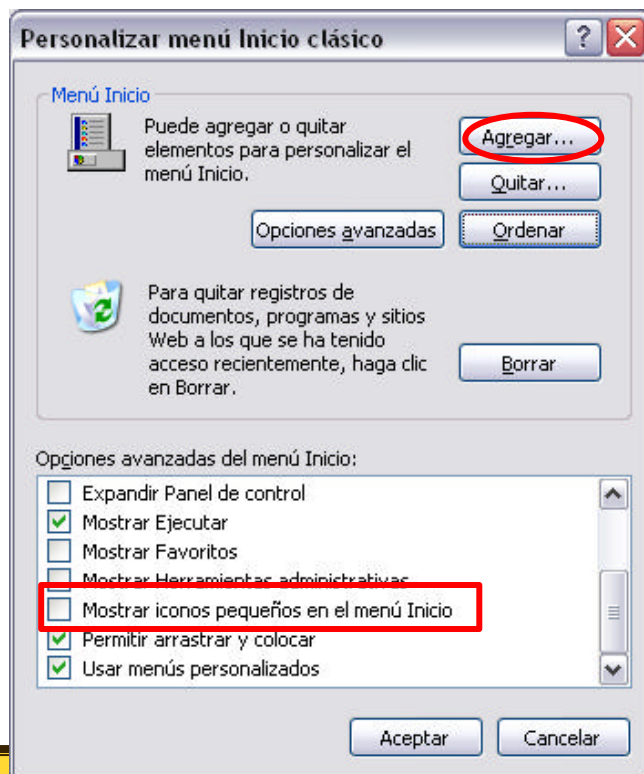 Personalizar menú Inicio clásico
?
Menú Inicio
Puede agregar o quitar
elementos para personalizar el
menú Inicio.
Agregar...
Quitar...
Opciones avanzadas
Ordenar
Para quitar registros de
documentos, programas y sitios
Web a los que se ha tenido
acceso recientemente, haga clic
en Borrar.
Borrar
Opciones avanzadas del menú Inicio:
Expandir Panel de control
Mostrar Ejecutar
Mostrar Favoritos
Mostrar Herramientas administrativas
Mostrar iconos pequeños en el menú Inicio
Permitir arrastrar y colocar
Usar menús personalizados
Aceptar
Cancelar